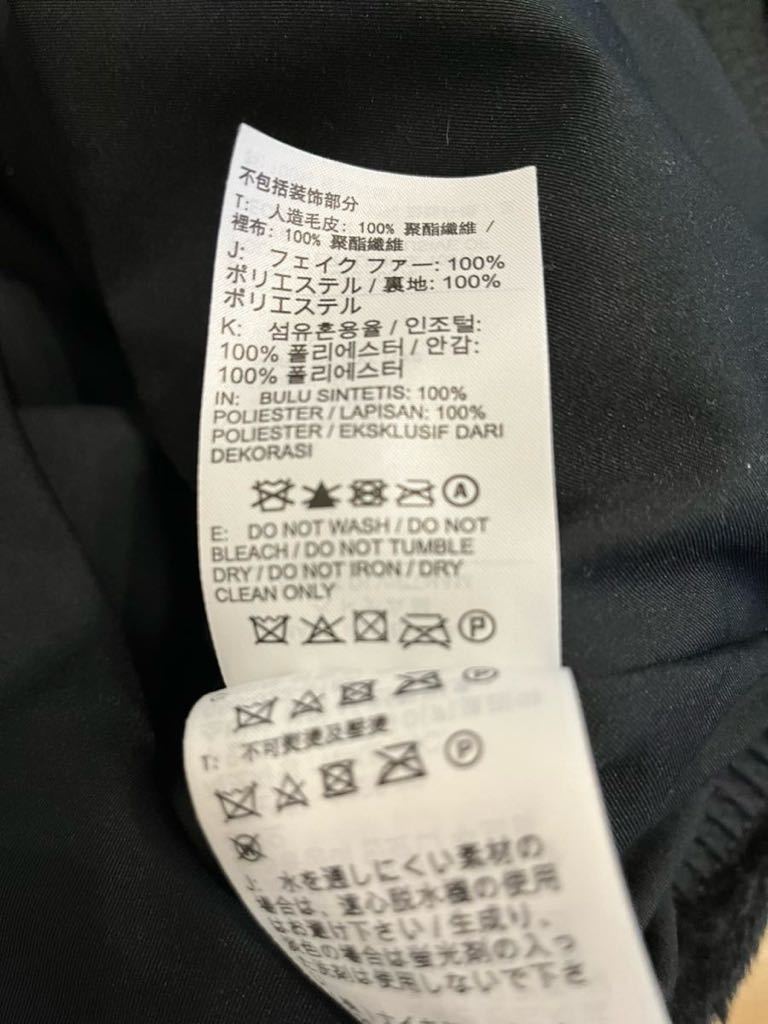 不包括装饰部分
T: 人造毛皮: 100% 聚酯纖維 /
裡布: 100% 聚酯纖維
J: フェイク ファー: 100%
ポリエステル / 裏地: 100%
ポリエステル
K: 섬유혼용율 / 인조털:
100% 폴리에스터 / 안감:
100% 폴리에스터
IN: BULU SINTETIS: 100%
POLIESTER / LAPISAN: 100%
POLIESTER / EKSKLUSIF DARI
DEKORASI
A
E: DO NOT WASH / DO NOT
BLEACH / DO NOT TUMBLE
DRY / DO NOT IRON / DRY
CLEAN ONLY
P
T: 不可熨燙及壓燙
P
J: 水を通しにくい素材の
場合は、遠心脱水機の使用
はお避け下さい / 生成り、
色の場合は蛍光剤の入っ
洗剤は使用しないで下さ